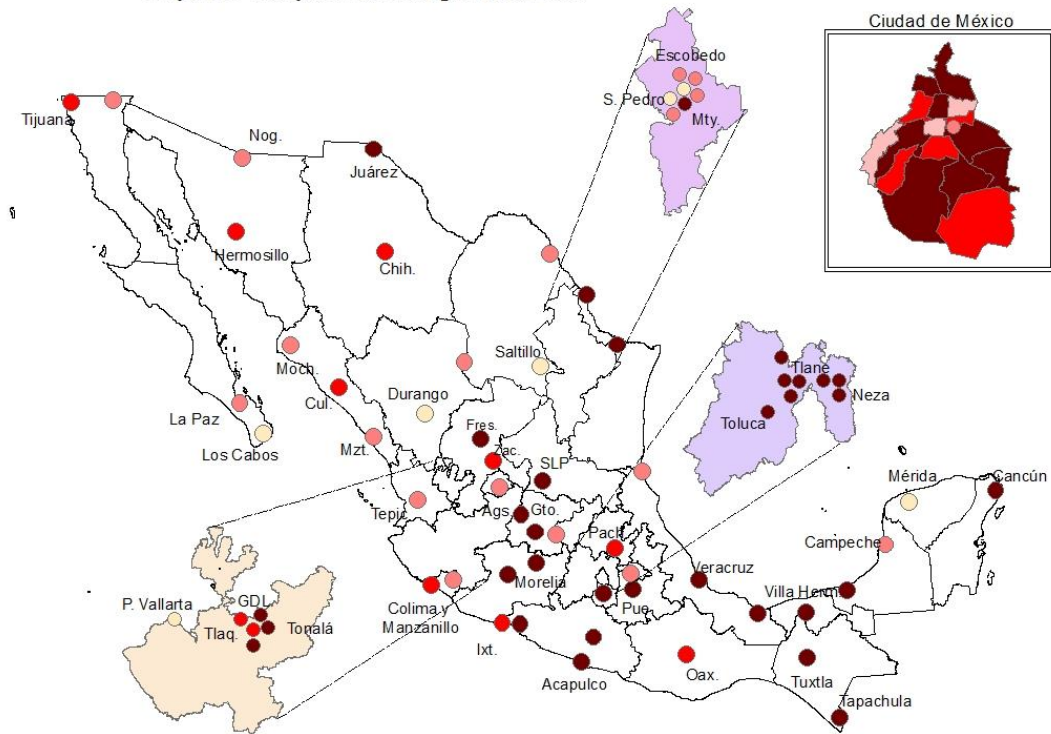 Ciudad de México
Escobedo
S. Pedro
Mty.
Tijuana
Nog.
Juárez
Hermosillo
Chih.
Moch.
Saltillo
Tlane
Cul.
Durango
Neza
La Paz
Toluca
Los Cabos
Mzt.
Fres.
Zac.
SLP
Mérida
Cancún
Tepic
Ags.
Gto.
Pach.
Campeche
Veracruz
P. Vallarta
GDL
Morelia
Villa Herm.
Tlaq.
Tonalá
Colima y
Manzanillo
Pue.
Ixt.
Acapulco
Oax.
Tuxtla
Tapachula